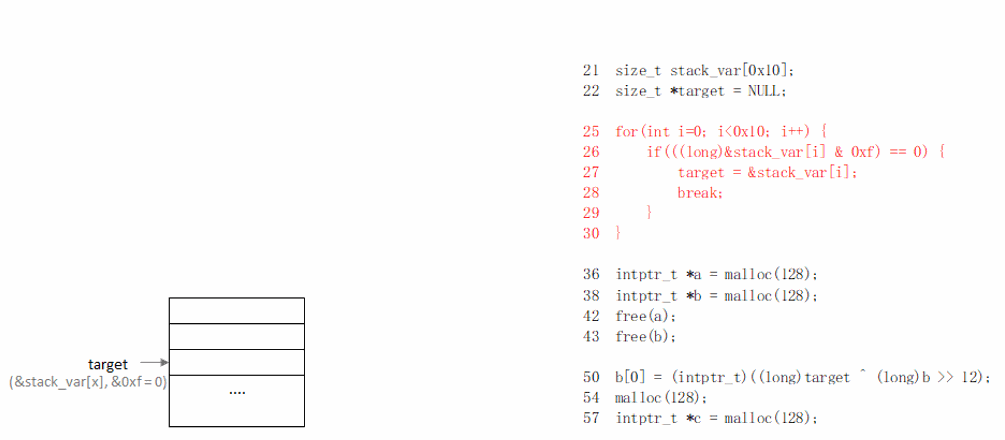 21 size_t stack_var[0x10];
22 size_t *target = NULL;
25 for(int i=0; i<0x10; i++) {
26 if(((long)&stack_var[i] & 0xf) == 0) {
27 target = &stack_var[i];
28 break;
29 }
30 }
36 intptr_t *a = malloc(128);
38 intptr_t *b = malloc(128);
42 free(a);
43 free(b);
50 b[0] = (intptr_t)((long)target ^ (long)b >> 12);
54 malloc(128);
57 intptr_t *c = malloc(128);
target
(&stack_var[x], &0xf = 0)
....